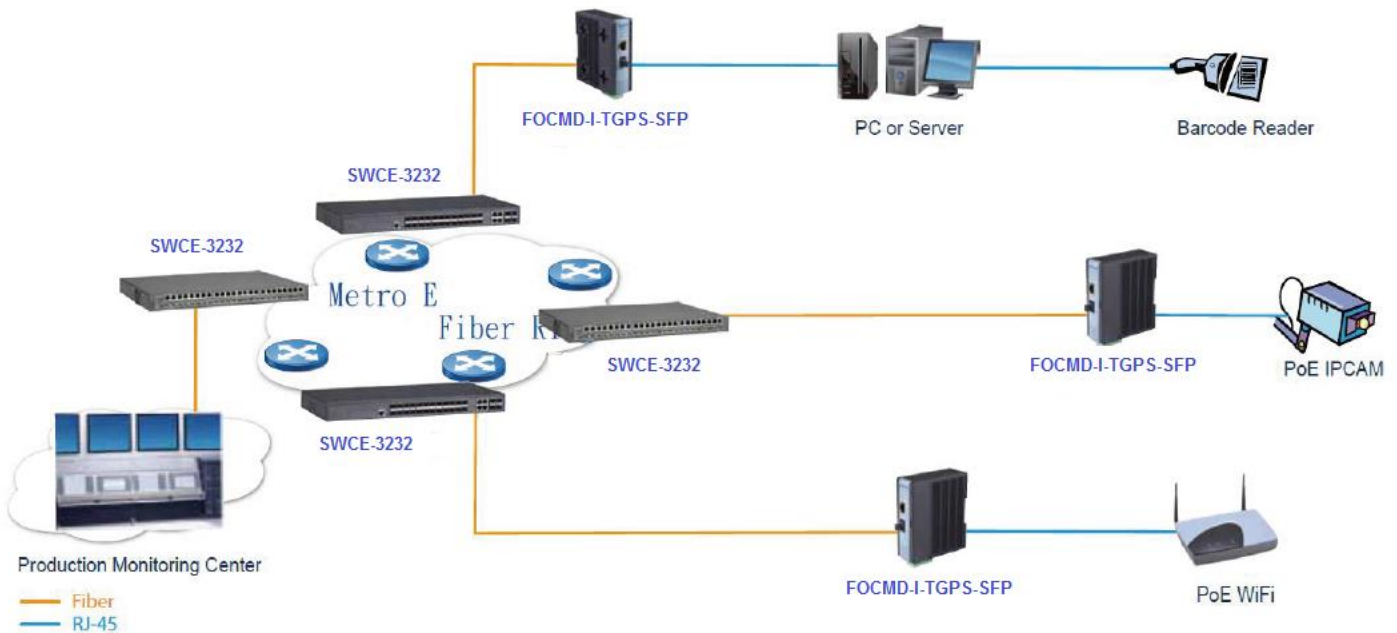 FOCMD-I-TGPS-SFP
PC or Server
Barcode Reader
SWCE-3232
SWCE-3232
Metro E
Fiber
SWCE-3232
FOCMD-I-TGPS-SFP
PoE IPCAM
SWCE-3232
Production Monitoring Center
FOCMD-I-TGPS-SFP
PoE WiFi
Fiber
RJ-45